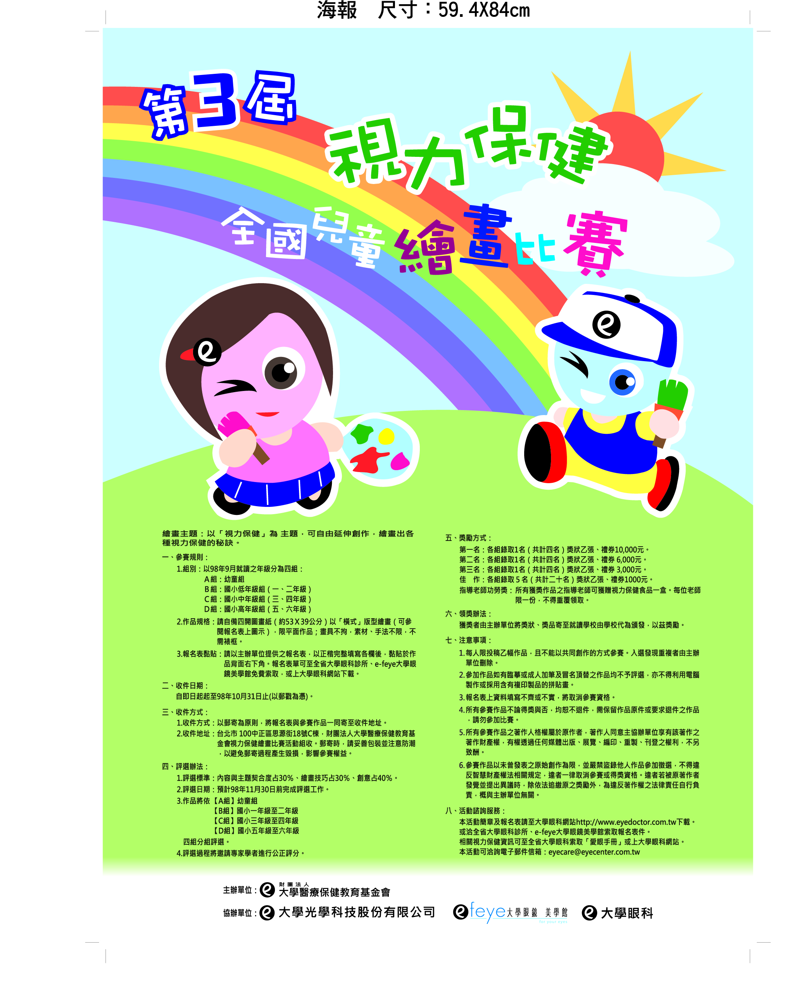 海報　尺寸：59.4X84cm
第3屆
視力保健
全國兒童繪畫比賽
繪畫主題：以「視力保健」為 主題，可自由延伸創作，繪畫出各
種視力保健的秘訣。
一、參賽規則：
1.組別：以98年9月就讀之年級分為四組：
A組：幼童組
B組：國小低年級組（一、二年級）
C組：國小中年級組（三、四年級）
D組：國小高年級組（五、六年級）
2.作品規格：請自備四開圖畫紙（約53X39公分）以「橫式」版型繪畫（可參
閱報名表上圖示），限平面作品；畫具不拘，素材、手法不限，不
需裱框。
3.報名表黏貼：請以主辦單位提供之報名表，以正楷完整填寫各欄後，黏貼於作
品背面右下角。報名表單可至全省大學眼科診所、e-feye大學眼
鏡美學館免費索取，或上大學眼科網站下載。
二、收件日期：
自即日起起至98年10月31日止(以郵戳為憑)。
三、收件方式：
1.收件方式：以郵寄為原則，將報名表與參賽作品一同寄至收件地址。
2.收件地址：台北市 100中正區思源街18號C棟，財團法人大學醫療保健教育基
金會視力保健繪畫比賽活動組收。郵寄時，請妥善包裝並注意防潮
，以避免郵寄過程產生毀損，影響參賽權益。
四、評選辦法：
1.評選標準：內容與主題契合度占30%、繪畫技巧占30%、創意占40%。
2.評選日期：預計98年11月30日前完成評選工作。
3.作品將依【A組】幼童組
【B組】國小一年級至二年級
【C組】國小三年級至四年級
【D組】國小五年級至六年級
四組分組評選。
4.評選過程將邀請專家學者進行公正評分。
五、獎勵方式：
第一名：各組錄取1名（共計四名）獎狀乙張、禮券10,000元。
第二名：各組錄取1名（共計四名）獎狀乙張、禮券 6,000元。
第三名：各組錄取1名（共計四名）獎狀乙張、禮券 3,000元。
佳　作：各組錄取 5 名（共計二十名）獎狀乙張、禮券1000元。
指導老師功勞獎：所有獲獎作品之指導老師可獲贈視力保健食品一盒。每位老師
限一份，不得重覆領取。
六、領獎辦法：
獲獎者由主辦單位將獎狀、獎品寄至就讀學校由學校代為頒發，以茲獎勵。
七、注意事項：
1.每人限投稿乙幅作品，且不能以共同創作的方式參賽。入選發現重複者由主辦
單位刪除。
2.參加作品如有臨摹或成人加筆及冒名頂替之作品均不予評選，亦不得利用電腦
製作或採用含有複印製品的拼貼畫。
3.報名表上資料填寫不齊或不實，將取消參賽資格。
4.所有參賽作品不論得獎與否，均恕不退件，需保留作品原件或要求退件之作品
，請勿參加比賽。
5.所有參賽作品之著作人格權屬於原作者，著作人同意主協辦單位享有該著作之
著作財產權，有權透過任何媒體出版、展覽、編印、重製、刊登之權利，不另
致酬。
6.參賽作品以未曾發表之原始創作為限，並嚴禁盜錄他人作品參加徵選，不得違
反智慧財產權法相關規定，違者一律取消參賽或得獎資格。違者若被原著作者
發覺並提出異議時，除依法追繳原之獎勵外，為違反著作權之法律責任自行負
責，概與主辦單位無關。
八、活動諮詢服務：
本活動簡章及報名表請至大學眼科網站http://www.eyedoctor.com.tw下載。
或洽全省大學眼科診所、e-feye大學眼鏡美學館索取報名表件。
相關視力保健資訊可至全省大學眼科索取「愛眼手冊」或上大學眼科網站。
本活動可洽詢電子郵件信箱：eyecare@eyecenter.com.tw
主辦單位：e 財團法人
大學醫療保健教育基金會
協辦單位：e 大學光學科技股份有限公司 e feye 大學眼鏡 美學館 e 大學眼科
for your eyes